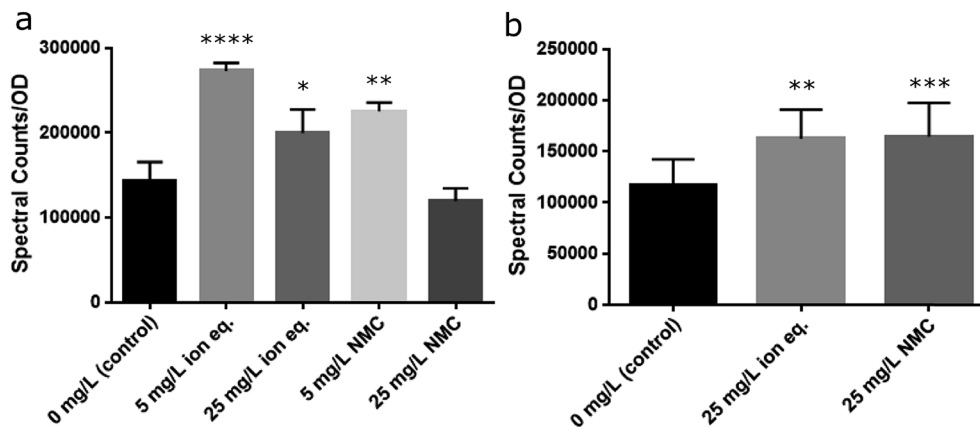 a
Spectral Counts/OD
300000
200000
100000
0
****
*
**
0 mg/L (control)
5 mg/L ion eq.
25 mg/L ion eq.
5 mg/L NMC
25 mg/L NMC
b
Spectral Counts/OD
250000
200000
150000
100000
50000
0
**
***
0 mg/L (control)
25 mg/L ion eq.
25 mg/L NMC